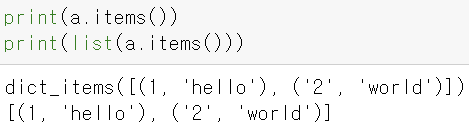 print(a.items())
print(list(a.items()))
dict_items([(1, 'hello'), ('2', 'world')])
[(1, 'hello'), ('2', 'world')]